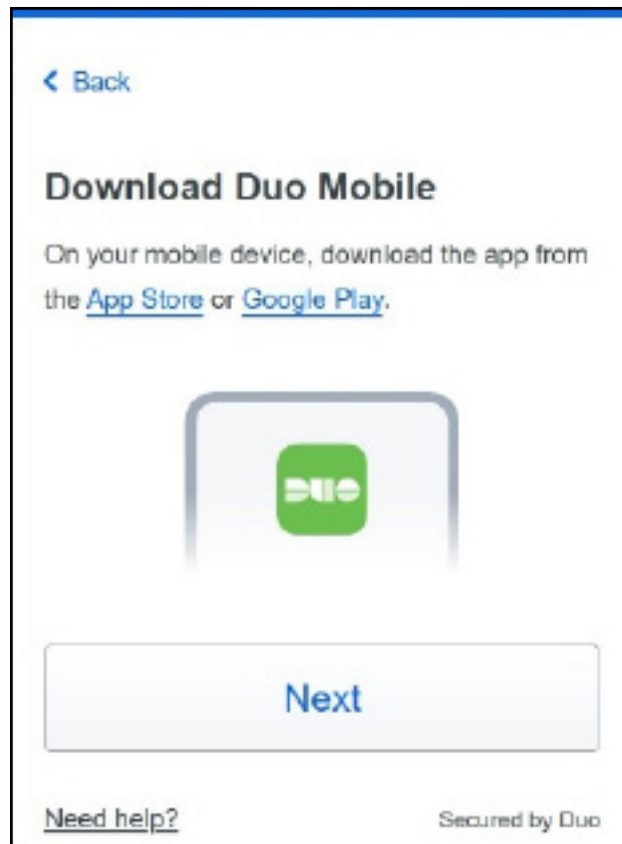 Back
Download Duo Mobile
On your mobile device, download the app from
the App Store or Google Play.
DUO
Next
Need help?
Secured by Duo